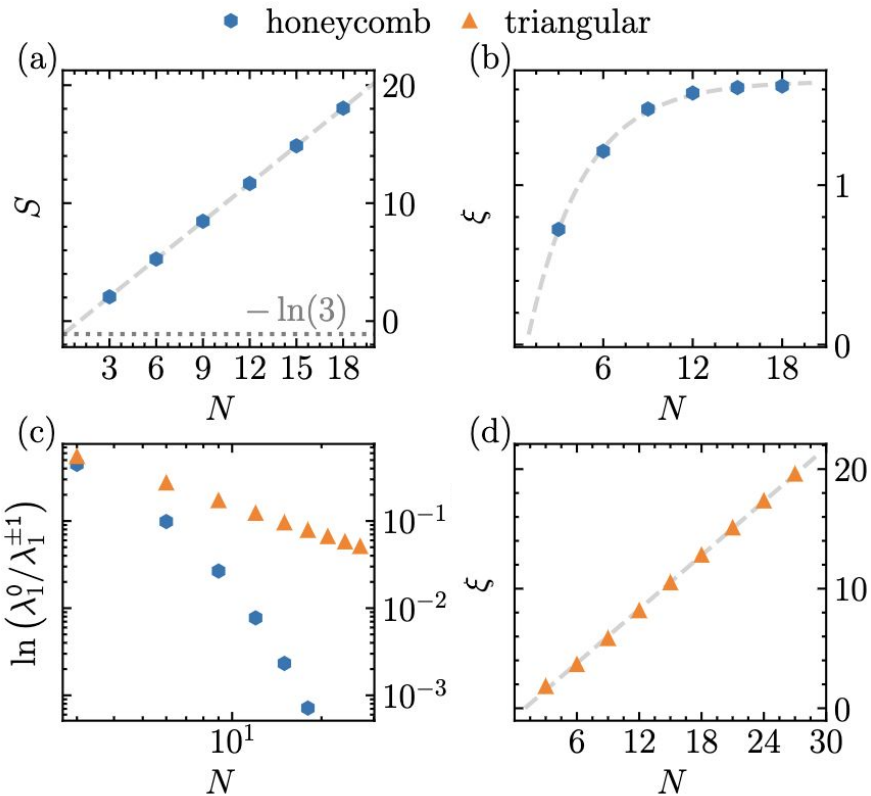 honeycomb triangular
(a)
S
20
10
0
− ln(3)
3 6 9 12 15 18
N
(b)
ξ
1
0
6 12 18
N
(c)
ln (λ₁⁰/λ₁^{±1})
10⁻¹
10⁻²
10⁻³
10¹
N
(d)
ξ
20
10
0
6 12 18 24 30
N